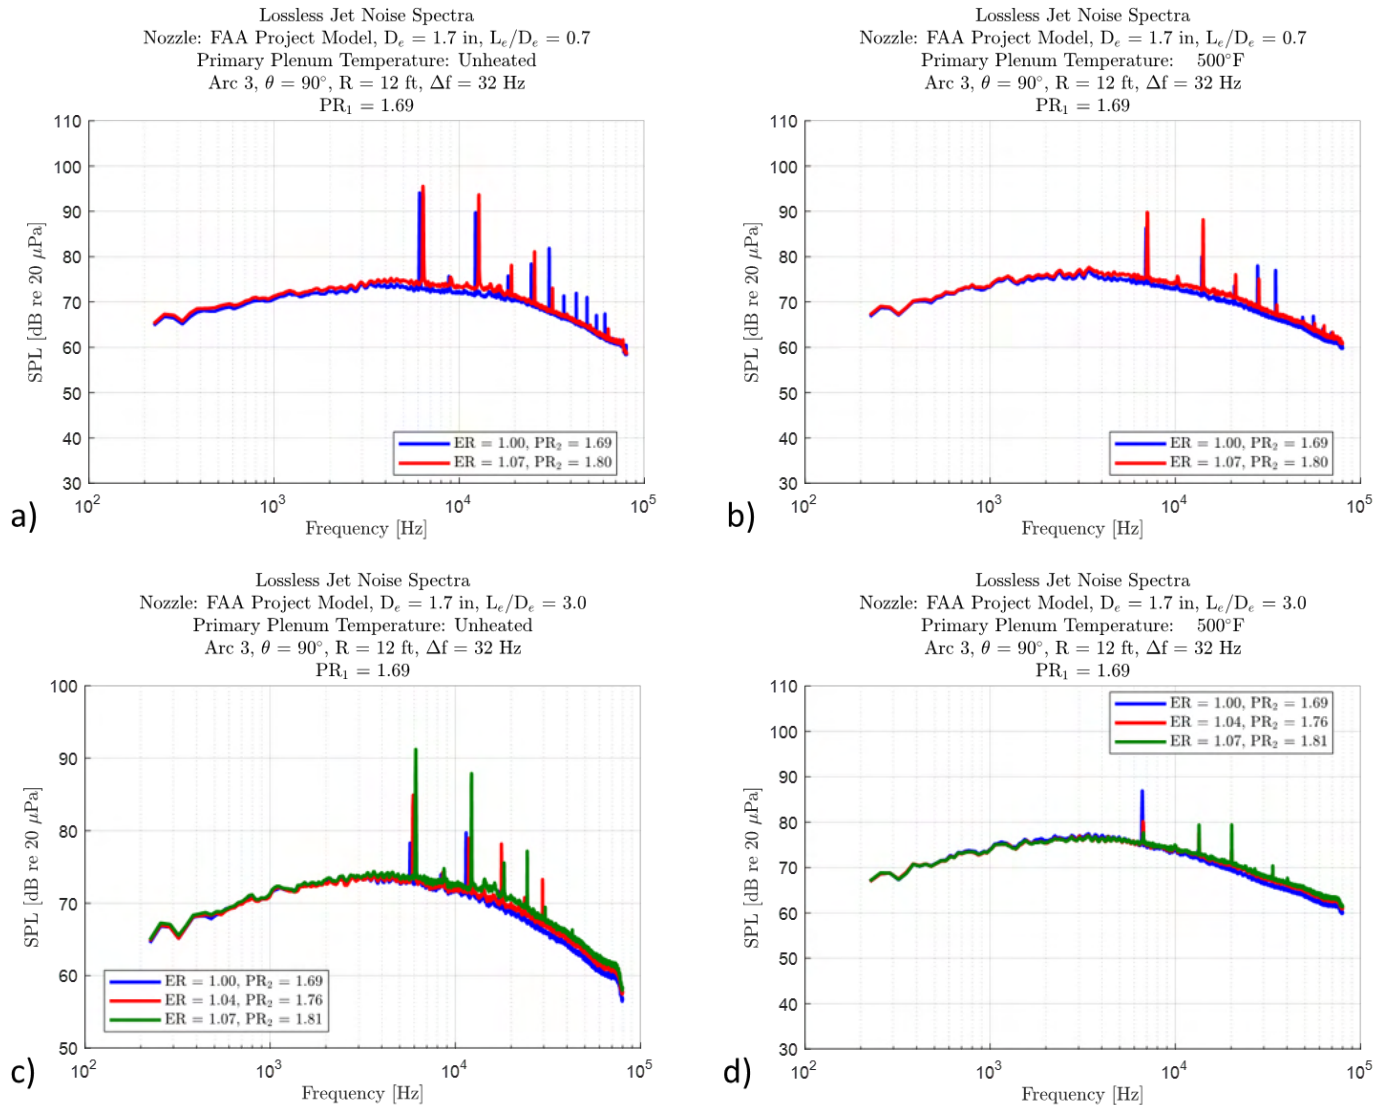 Lossless Jet Noise Spectra
Nozzle: FAA Project Model, Dₑ = 1.7 in, Lₑ/Dₑ = 0.7
Primary Plenum Temperature: Unheated
Arc 3, θ = 90°, R = 12 ft, Δf = 32 Hz
PR₁ = 1.69
110
100
90
80
70
60
50
40
30
SPL [dB re 20 μPa]
ER = 1.00, PR₂ = 1.69
ER = 1.07, PR₂ = 1.80
10² 10³ 10⁴ 10⁵
Frequency [Hz]
a)
Lossless Jet Noise Spectra
Nozzle: FAA Project Model, Dₑ = 1.7 in, Lₑ/Dₑ = 0.7
Primary Plenum Temperature: 500°F
Arc 3, θ = 90°, R = 12 ft, Δf = 32 Hz
PR₁ = 1.69
110
100
90
80
70
60
50
40
30
SPL [dB re 20 μPa]
ER = 1.00, PR₂ = 1.69
ER = 1.07, PR₂ = 1.80
10² 10³ 10⁴ 10⁵
Frequency [Hz]
b)
Lossless Jet Noise Spectra
Nozzle: FAA Project Model, Dₑ = 1.7 in, Lₑ/Dₑ = 3.0
Primary Plenum Temperature: Unheated
Arc 3, θ = 90°, R = 12 ft, Δf = 32 Hz
PR₁ = 1.69
100
90
80
70
60
50
SPL [dB re 20 μPa]
ER = 1.00, PR₂ = 1.69
ER = 1.04, PR₂ = 1.76
ER = 1.07, PR₂ = 1.81
10² 10³ 10⁴ 10⁵
Frequency [Hz]
c)
Lossless Jet Noise Spectra
Nozzle: FAA Project Model, Dₑ = 1.7 in, Lₑ/Dₑ = 3.0
Primary Plenum Temperature: 500°F
Arc 3, θ = 90°, R = 12 ft, Δf = 32 Hz
PR₁ = 1.69
110
100
90
80
70
60
50
40
30
SPL [dB re 20 μPa]
ER = 1.00, PR₂ = 1.69
ER = 1.04, PR₂ = 1.76
ER = 1.07, PR₂ = 1.81
10² 10³ 10⁴ 10⁵
Frequency [Hz]
d)